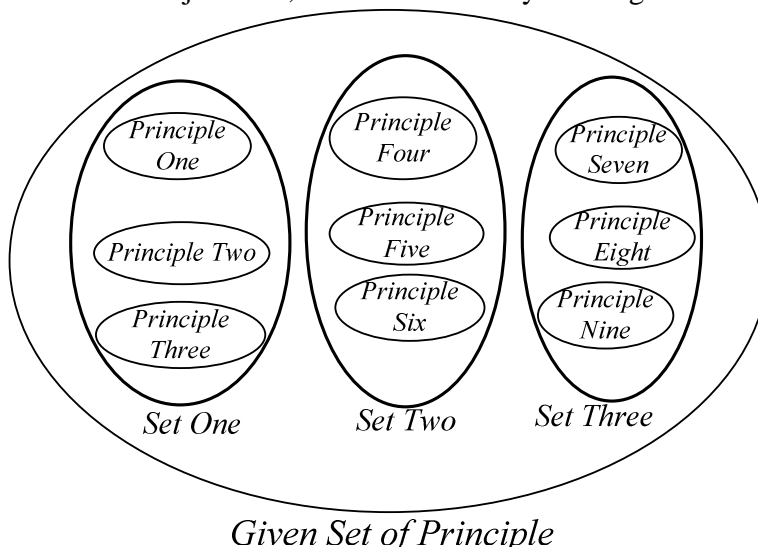 Principle
One
Principle Two
Principle
Three
Set One
Principle
Four
Principle
Five
Principle
Six
Set Two
Principle
Seven
Principle
Eight
Principle
Nine
Set Three
Given Set of Principle